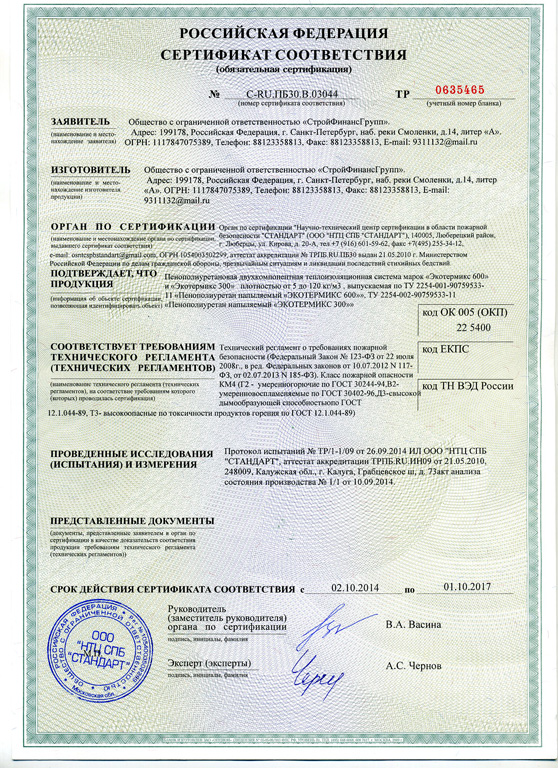 РОССИЙСКАЯ ФЕДЕРАЦИЯ
СЕРТИФИКАТ СООТВЕТСТВИЯ
(обязательная сертификация)
№ C-RU.ПБ30.В.03044 ТР 0635465
(номер сертификата соответствия) (учетный номер бланка)
ЗАЯВИТЕЛЬ Общество с ограниченной ответственностью «СтройФинансГрупп».
(наименование и место- Адрес: 199178, Российская Федерация, г. Санкт-Петербург, наб. реки Смоленки, д.14, литер «А».
нахождение заявителя) ОГРН: 1117847075389, Телефон: 88123358813, Факс: 88123358813, E-mail: 9311132@mail.ru
ИЗГОТОВИТЕЛЬ Общество с ограниченной ответственностью «СтройФинансГрупп».
(наименование и место- Адрес: 199178, Российская Федерация, г. Санкт-Петербург, наб. реки Смоленки, д.14, литер
нахождение изготовителя «А». ОГРН: 1117847075389, Телефон: 88123358813, Факс: 88123358813, E-mail:
продукции) 9311132@mail.ru
ОРГАН ПО СЕРТИФИКАЦИИ Орган по сертификации "Научно-технический центр сертификации в области пожарной
(наименование и местонахождение органа по сертификации, безопасности "СТАНДАРТ" (ООО "НТЦ СПБ "СТАНДАРТ"), 140005, Люберецкий район,
выдавшего сертификат соответствия) г. Люберцы, ул. Кирова, д. 20-А, тел.+7 (916) 601-59-62, факс +7(495) 255-34-12,
e-mail: osntcspbstandart@gmail.com, ОГРН 1054003502299, аттестат аккредитации № ТРПБ.RU.ПБ30 выдан 21.05.2010 г. Министерством
Российской Федерации по делам гражданской обороны, чрезвычайным ситуациям и ликвидации последствий стихийных бедствий
ПОДТВЕРЖДАЕТ, ЧТО
ПРОДУКЦИЯ
Пенополиуретановая двухкомпонентная теплоизоляционная система марок «Экотермикс 600»
и «Экотермикс 300» плотностью от 5 до 120 кг/м3 , выпускаемая по ТУ 2254-001-90759533-
(информация об объекте сертификации, 11 «Пенополиуретан напыляемый «ЭКОТЕРМИКС 600»», ТУ 2254-002-90759533-11
позволяющая идентифицировать объект) «Пенополиуретан напыляемый «ЭКОТЕРМИКС 300»»
код ОК 005 (ОКП)
22 5400
СООТВЕТСТВУЕТ ТРЕБОВАНИЯМ Технический регламент о требованиях пожарной
ТЕХНИЧЕСКОГО РЕГЛАМЕНТА безопасности (Федеральный Закон № 123-ФЗ от 22 июля
(ТЕХНИЧЕСКИХ РЕГЛАМЕНТОВ) 2008г., в ред. Федеральных законов от 10.07.2012 N 117-
ФЗ, от 02.07.2013 N 185-ФЗ). Класс пожарной опасности
(наименование технического регламента (технических КМ4 (Г2 - умеренногорючие по ГОСТ 30244-94,В2-
регламентов), на соответствие требованиям которого умеренновоспламеняемые по ГОСТ 30402-96,Д3-свысокой
(которых) проводилась сертификация) дымообразующей способностьюпо ГОСТ
12.1.044-89, Т3- высокоопасные по токсичности продуктов горения по ГОСТ 12.1.044-89)
код ЕКПС
код ТН ВЭД России
ПРОВЕДЕННЫЕ ИССЛЕДОВАНИЯ Протокол испытаний № ТР/1-1/09 от 26.09.2014 ИЛ ООО "НТЦ СПБ
(ИСПЫТАНИЯ) И ИЗМЕРЕНИЯ "СТАНДАРТ", аттестат аккредитации ТРПБ.RU.ИН09 от 21.05.2010,
248009, Калужская обл., г. Калуга, Грабцевское ш, д. 73акт анализа
состояния производства № 1/1 от 10.09.2014.
ПРЕДСТАВЛЕННЫЕ ДОКУМЕНТЫ
(документы, представленные заявителем в орган по
сертификации в качестве доказательств соответствия
продукции требованиям технического регламента
(технических регламентов))
СРОК ДЕЙСТВИЯ СЕРТИФИКАТА СООТВЕТСТВИЯ с 02.10.2014 по 01.10.2017
Руководитель
(заместитель руководителя)
органа по сертификации В.А. Васина
подпись, инициалы, фамилия
Эксперт (эксперты) А.С. Чернов
подпись, инициалы, фамилия
РОССИЙСКАЯ ФЕДЕРАЦИЯ
ОБЩЕСТВО С ОГРАНИЧЕННОЙ ОТВЕТСТВЕННОСТЬЮ
ООО
"НТЦ СПБ
"СТАНДАРТ"
М.П.
Московская обл.